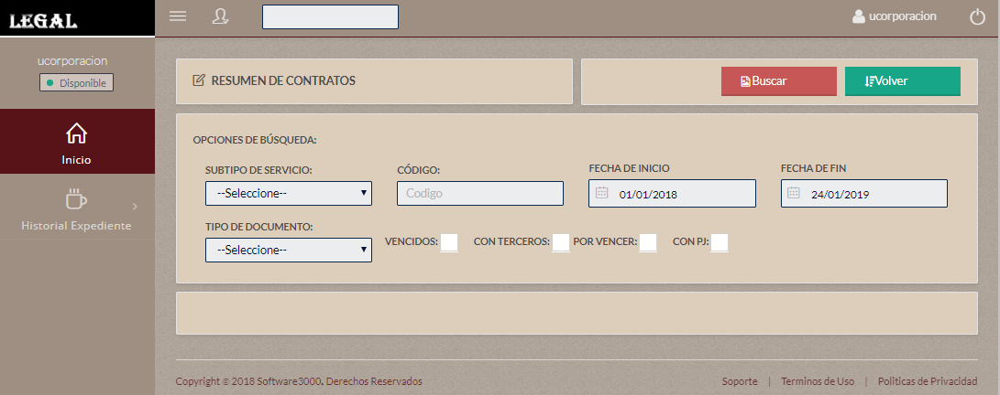 LEGAL
ucorporacion
ucorporacion
Disponible
Inicio
Historial Expediente
RESUMEN DE CONTRATOS
Buscar
Volver
OPCIONES DE BÚSQUEDA:
SUBTIPO DE SERVICIO:
CÓDIGO:
FECHA DE INICIO
FECHA DE FIN
--Seleccione--
Codigo
01/01/2018
24/01/2019
TIPO DE DOCUMENTO:
--Seleccione--
VENCIDOS:
CON TERCEROS:
POR VENCER:
CON PJ:
Copyright © 2018 Software3000. Derechos Reservados
Soporte | Terminos de Uso | Politicas de Privacidad